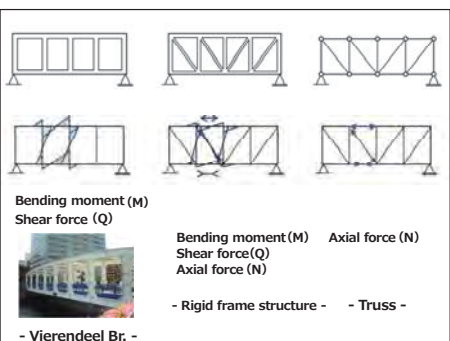 Bending moment (M)
Shear force (Q)
- Vierendeel Br. -
Bending moment(M)
Shear force(Q)
Axial force (N)
- Rigid frame structure -
Axial force (N)
- Truss -